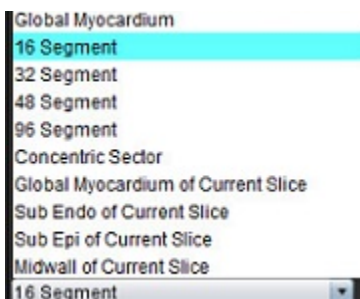 Global Myocardium
16 Segment
32 Segment
48 Segment
96 Segment
Concentric Sector
Global Myocardium of Current Slice
Sub Endo of Current Slice
Sub Epi of Current Slice
Midwall of Current Slice
16 Segment